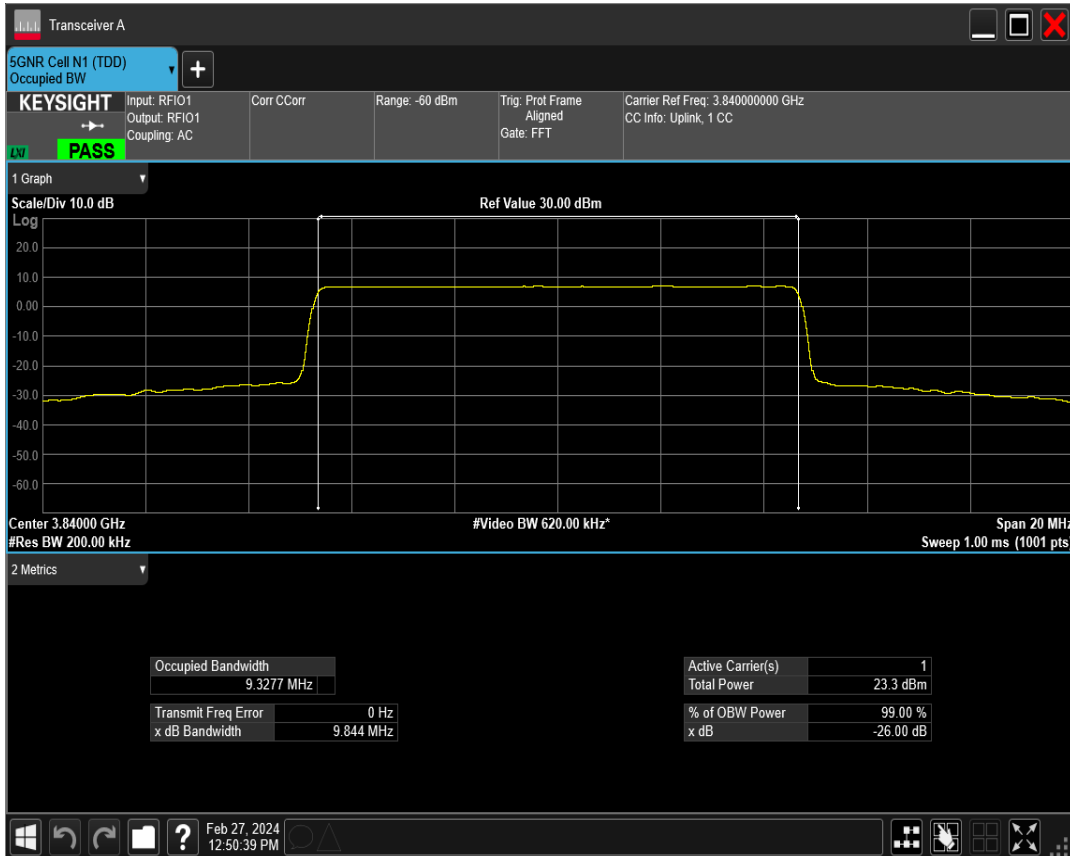 Transceiver A
5GNR Cell N1 (TDD)
Occupied BW
KEYSIGHT
LXI
PASS
Input: RFIO1
Output: RFIO1
Coupling: AC
Corr CCorr
Range: -60 dBm
Trig: Prot Frame
Aligned
Gate: FFT
Carrier Ref Freq: 3.840000000 GHz
CC Info: Uplink, 1 CC
1 Graph
Scale/Div 10.0 dB
Ref Value 30.00 dBm
Log
20.0
10.0
0.00
-10.0
-20.0
-30.0
-40.0
-50.0
-60.0
Center 3.84000 GHz
#Video BW 620.00 kHz*
Span 20 MHz
#Res BW 200.00 kHz
Sweep 1.00 ms (1001 pts)
2 Metrics
Occupied Bandwidth
9.3277 MHz
Transmit Freq Error 0 Hz
x dB Bandwidth 9.844 MHz
Active Carrier(s) 1
Total Power 23.3 dBm
% of OBW Power 99.00 %
x dB -26.00 dB
?
Feb 27, 2024
12:50:39 PM